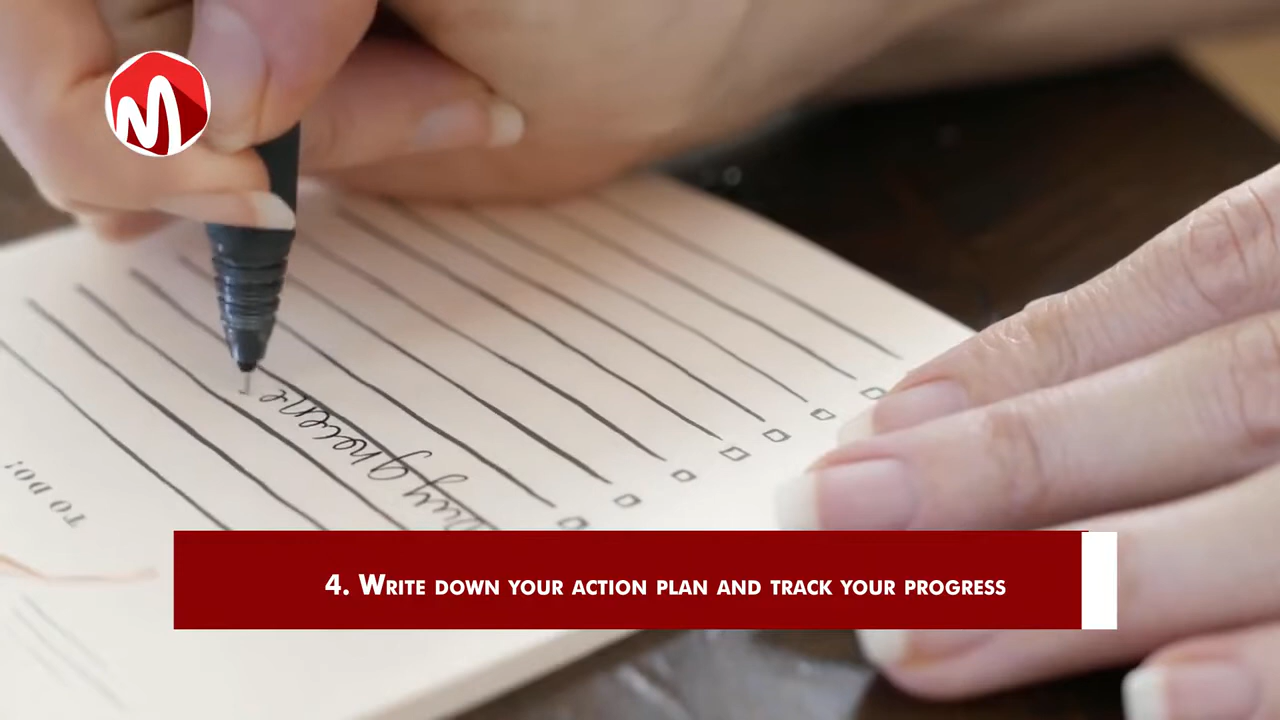 TO DO:
buy groceries
4. WRITE DOWN YOUR ACTION PLAN AND TRACK YOUR PROGRESS